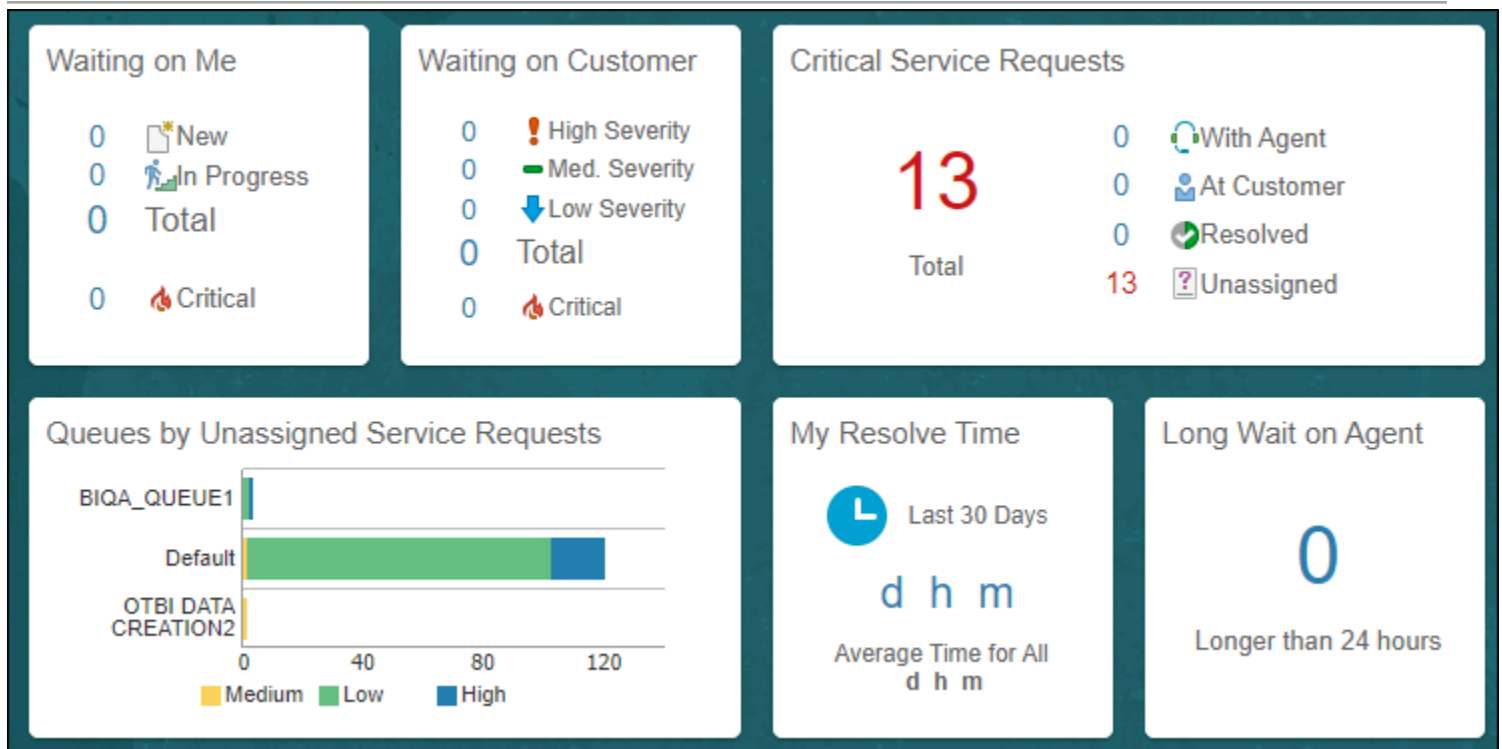 Waiting on Me
0 New
0 In Progress
0 Total
0 Critical
Waiting on Customer
0 High Severity
0 Med. Severity
0 Low Severity
0 Total
0 Critical
Critical Service Requests
13
Total
0 With Agent
0 At Customer
0 Resolved
13 ? Unassigned
Queues by Unassigned Service Requests
BIQA_QUEUE1
Default
OTBI DATA
CREATION2
0 40 80 120
Medium Low High
My Resolve Time
Last 30 Days
d h m
Average Time for All
d h m
Long Wait on Agent
0
Longer than 24 hours